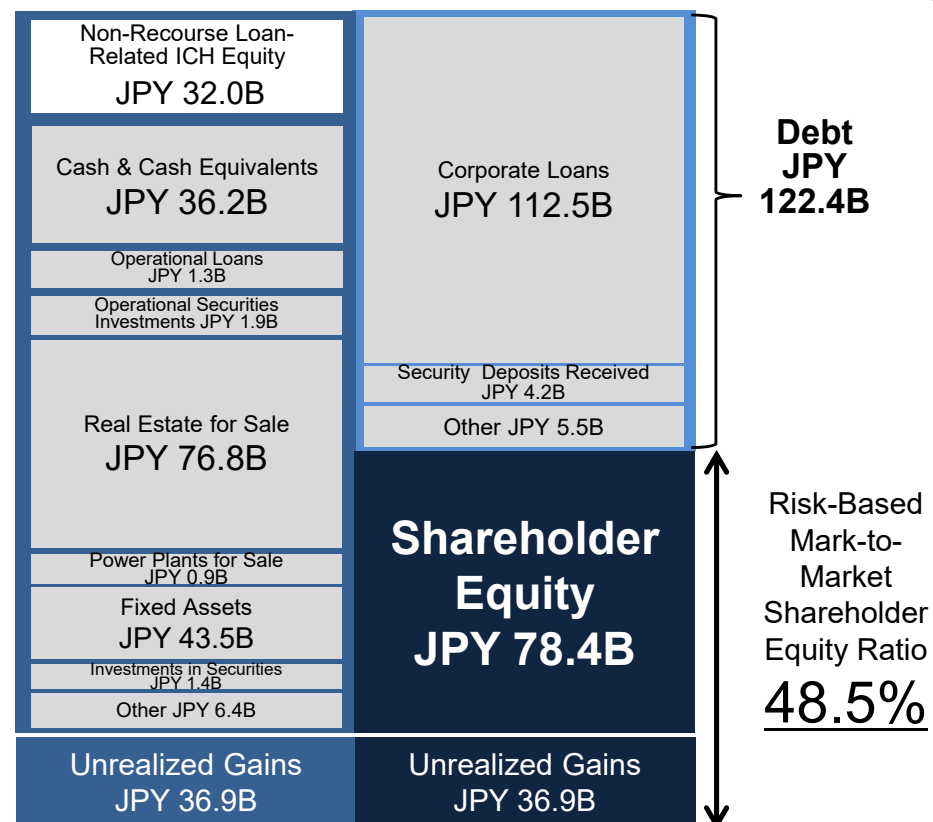 Non-Recourse Loan-
Related ICH Equity
JPY 32.0B
Cash & Cash Equivalents
JPY 36.2B
Operational Loans
JPY 1.3B
Operational Securities
Investments JPY 1.9B
Real Estate for Sale
JPY 76.8B
Power Plants for Sale
JPY 0.9B
Fixed Assets
JPY 43.5B
Investments in Securities
JPY 1.4B
Other JPY 6.4B
Unrealized Gains
JPY 36.9B
Corporate Loans
JPY 112.5B
Security Deposits Received
JPY 4.2B
Other JPY 5.5B
Shareholder
Equity
JPY 78.4B
Unrealized Gains
JPY 36.9B
Debt
JPY
122.4B
Risk-Based
Mark-to-
Market
Shareholder
Equity Ratio
48.5%